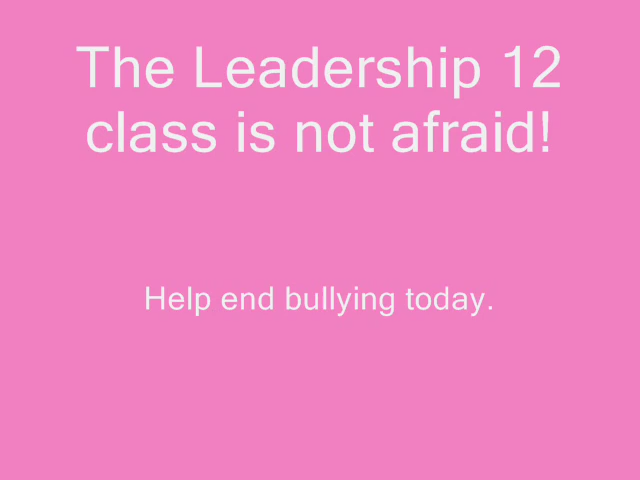 The Leadership 12
class is not afraid!
Help end bullying today.